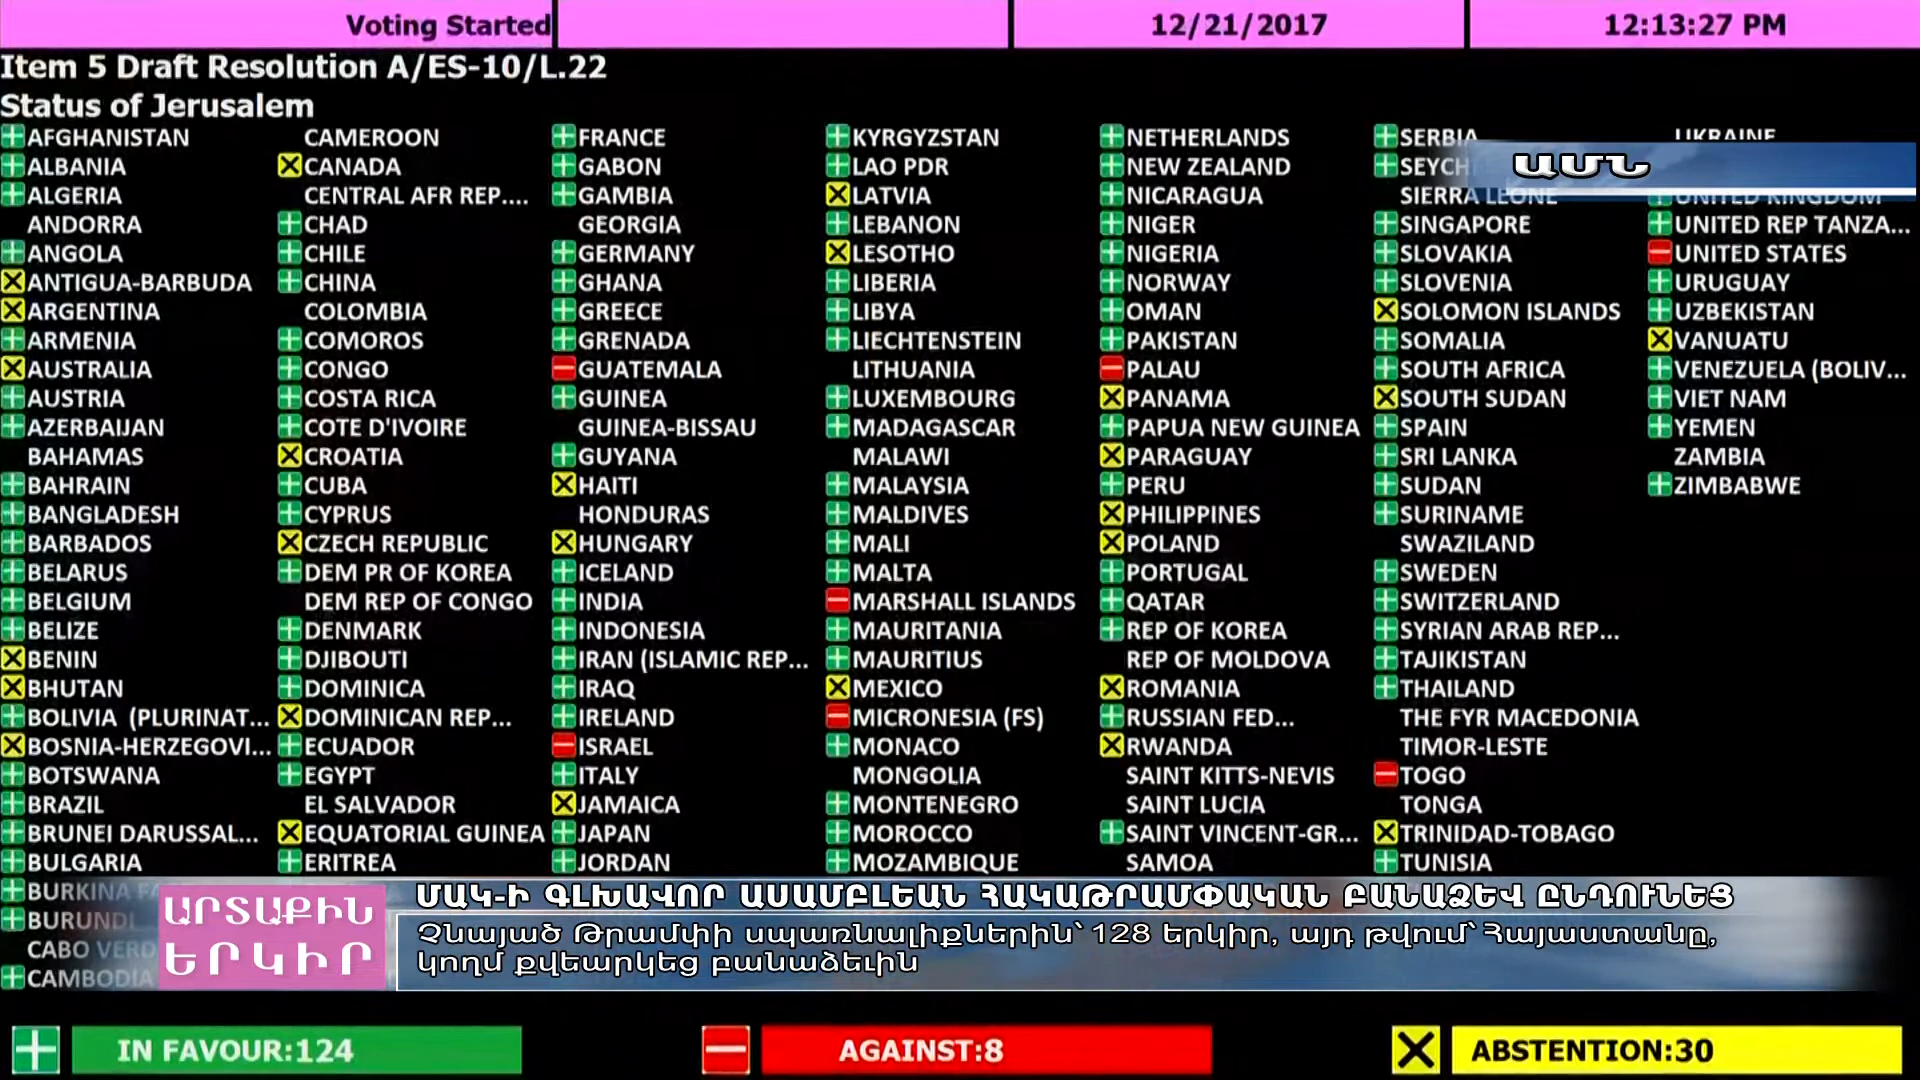 Voting Started 12/21/2017 12:13:27 PM
Item 5 Draft Resolution A/ES-10/L.22
Status of Jerusalem
AFGHANISTAN
ALBANIA
ALGERIA
ANDORRA
ANGOLA
ANTIGUA-BARBUDA
ARGENTINA
ARMENIA
AUSTRALIA
AUSTRIA
AZERBAIJAN
BAHAMAS
BAHRAIN
BANGLADESH
BARBADOS
BELARUS
BELGIUM
BELIZE
BENIN
BHUTAN
BOLIVIA (PLURINAT...
BOSNIA-HERZEGOVI...
BOTSWANA
BRAZIL
BRUNEI DARUSSAL...
BULGARIA
BURKINA FA
BURUNDI
CABO VERD
CAMBODIA
CAMEROON
CANADA
CENTRAL AFR REP....
CHAD
CHILE
CHINA
COLOMBIA
COMOROS
CONGO
COSTA RICA
COTE D'IVOIRE
CROATIA
CUBA
CYPRUS
CZECH REPUBLIC
DEM PR OF KOREA
DEM REP OF CONGO
DENMARK
DJIBOUTI
DOMINICA
DOMINICAN REP...
ECUADOR
EGYPT
EL SALVADOR
EQUATORIAL GUINEA
ERITREA
FRANCE
GABON
GAMBIA
GEORGIA
GERMANY
GHANA
GREECE
GRENADA
GUATEMALA
GUINEA
GUINEA-BISSAU
GUYANA
HAITI
HONDURAS
HUNGARY
ICELAND
INDIA
INDONESIA
IRAN (ISLAMIC REP...
IRAQ
IRELAND
ISRAEL
ITALY
JAMAICA
JAPAN
JORDAN
KYRGYZSTAN
LAO PDR
LATVIA
LEBANON
LESOTHO
LIBERIA
LIBYA
LIECHTENSTEIN
LITHUANIA
LUXEMBOURG
MADAGASCAR
MALAWI
MALAYSIA
MALDIVES
MALI
MALTA
MARSHALL ISLANDS
MAURITANIA
MAURITIUS
MEXICO
MICRONESIA (FS)
MONACO
MONGOLIA
MONTENEGRO
MOROCCO
MOZAMBIQUE
NETHERLANDS
NEW ZEALAND
NICARAGUA
NIGER
NIGERIA
NORWAY
OMAN
PAKISTAN
PALAU
PANAMA
PAPUA NEW GUINEA
PARAGUAY
PERU
PHILIPPINES
POLAND
PORTUGAL
QATAR
REP OF KOREA
REP OF MOLDOVA
ROMANIA
RUSSIAN FED...
RWANDA
SAINT KITTS-NEVIS
SAINT LUCIA
SAINT VINCENT-GR...
SAMOA
SERBIA
SEYCH
SIERRA LEONE
SINGAPORE
SLOVAKIA
SLOVENIA
SOLOMON ISLANDS
SOMALIA
SOUTH AFRICA
SOUTH SUDAN
SPAIN
SRI LANKA
SUDAN
SURINAME
SWAZILAND
SWEDEN
SWITZERLAND
SYRIAN ARAB REP...
TAJIKISTAN
THAILAND
THE FYR MACEDONIA
TIMOR-LESTE
TOGO
TONGA
TRINIDAD-TOBAGO
TUNISIA
UKRAINE
ԱՄՆ
UNITED KINGDOM
UNITED REP TANZA...
UNITED STATES
URUGUAY
UZBEKISTAN
VANUATU
VENEZUELA (BOLIV...
VIET NAM
YEMEN
ZAMBIA
ZIMBABWE
ԱՐՏԱՔԻՆ
ԵՐԿԻՐ
ՄԱԿ-Ի ԳԼԽԱՎՈՐ ԱՍԱՄԲԼԵԱՆ ՀԱԿԱԹՐԱՄՓԱԿԱՆ ԲԱՆԱՁԵՎ ԸՆԴՈՒՆԵՑ
Չնայած Թրամփի սպառնալիքներին՝ 128 երկիր, այդ թվում՝ Հայաստանը,
կողմ քվեարկեց բանաձեւին
IN FAVOUR:124
AGAINST:8
ABSTENTION:30